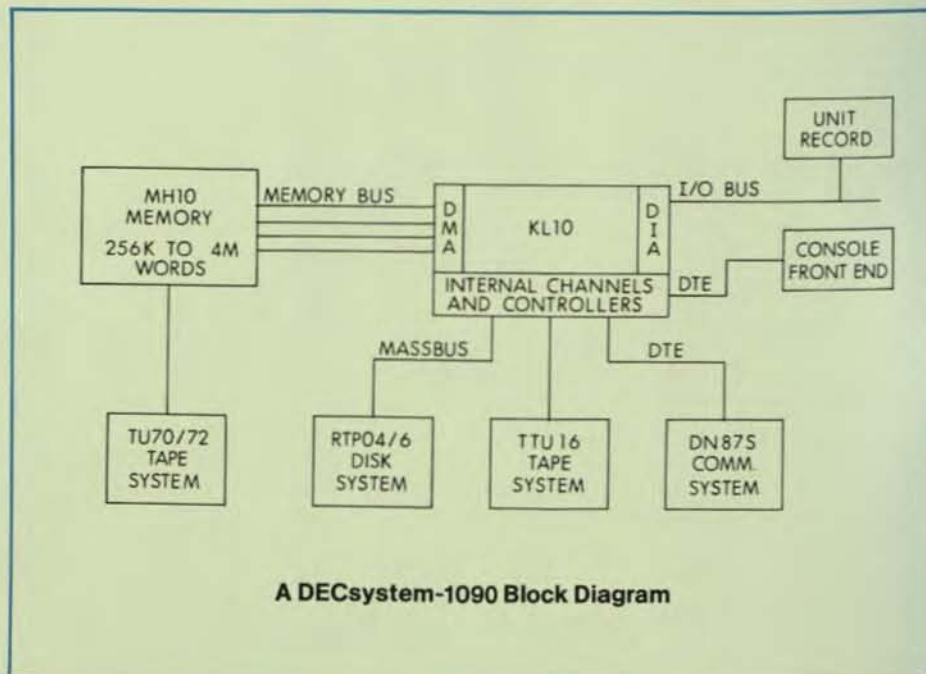 UNIT
RECORD
MH10
MEMORY
256K TO 4M
WORDS
MEMORY BUS
DMA
KL10
DIA
I/O BUS
CONSOLE
FRONT END
INTERNAL CHANNELS
AND CONTROLLERS
DTE
MASSBUS
DTE
TU70/72
TAPE
SYSTEM
RTP04/6
DISK
SYSTEM
TTU16
TAPE
SYSTEM
DN87S
COMM.
SYSTEM
A DECsystem-1090 Block Diagram